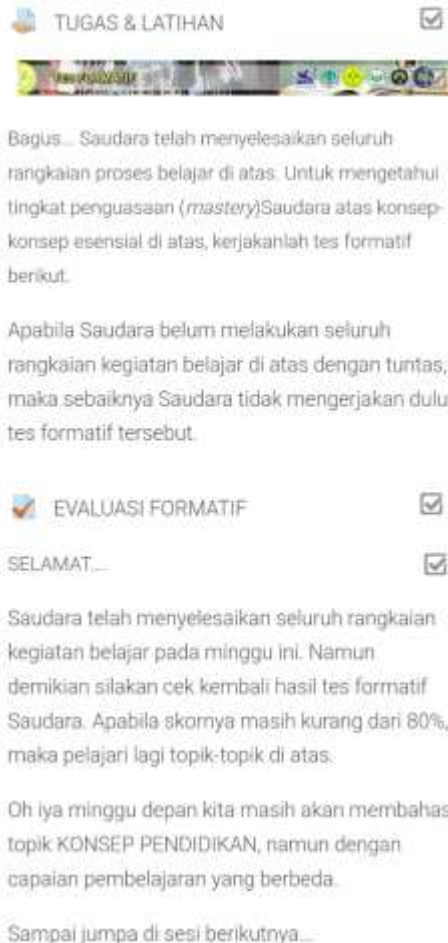 TUGAS & LATIHAN
Tes FORMATIF
Bagus... Saudara telah menyelesaikan seluruh
rangkaian proses belajar di atas. Untuk mengetahui
tingkat penguasaan (mastery)Saudara atas konsep-
konsep esensial di atas, kerjakanlah tes formatif
berikut.
Apabila Saudara belum melakukan seluruh
rangkaian kegiatan belajar di atas dengan tuntas,
maka sebaiknya Saudara tidak mengerjakan dulu
tes formatif tersebut.
EVALUASI FORMATIF
SELAMAT....
Saudara telah menyelesaikan seluruh rangkaian
kegiatan belajar pada minggu ini. Namun
demikian silakan cek kembali hasil tes formatif
Saudara. Apabila skornya masih kurang dari 80%,
maka pelajari lagi topik-topik di atas.
Oh iya minggu depan kita masih akan membahas
topik KONSEP PENDIDIKAN, namun dengan
capaian pembelajaran yang berbeda.
Sampai jumpa di sesi berikutnya...